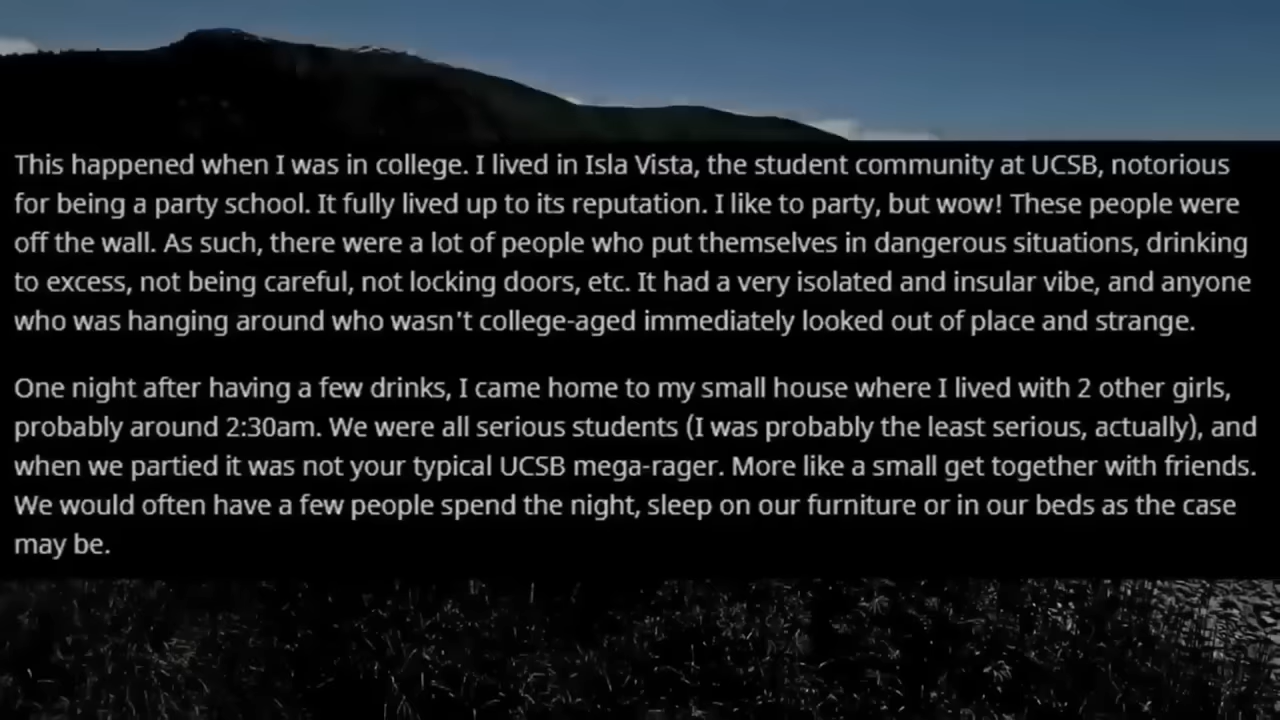 This happened when I was in college. I lived in Isla Vista, the student community at UCSB, notorious
for being a party school. It fully lived up to its reputation. I like to party, but wow! These people were
off the wall. As such, there were a lot of people who put themselves in dangerous situations, drinking
to excess, not being careful, not locking doors, etc. It had a very isolated and insular vibe, and anyone
who was hanging around who wasn't college-aged immediately looked out of place and strange.
One night after having a few drinks, I came home to my small house where I lived with 2 other girls,
probably around 2:30am. We were all serious students (I was probably the least serious, actually), and
when we partied it was not your typical UCSB mega-rager. More like a small get together with friends.
We would often have a few people spend the night, sleep on our furniture or in our beds as the case
may be.